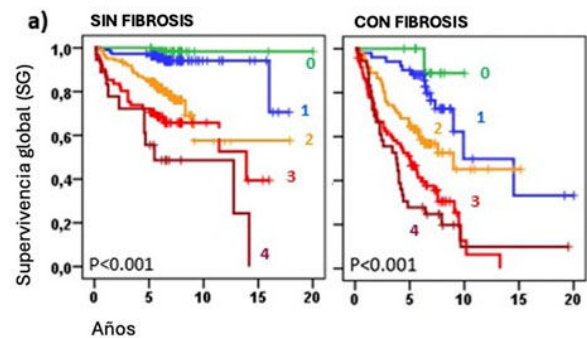 a) SIN FIBROSIS CON FIBROSIS
Supervivencia global (SG)
1,0
0,8
0,6
0,4
0,2
0,0
0
1
2
3
4
P<0.001
0 5 10 15 20
0
1
2
3
4
P<0.001
0 5 10 15 20
Años